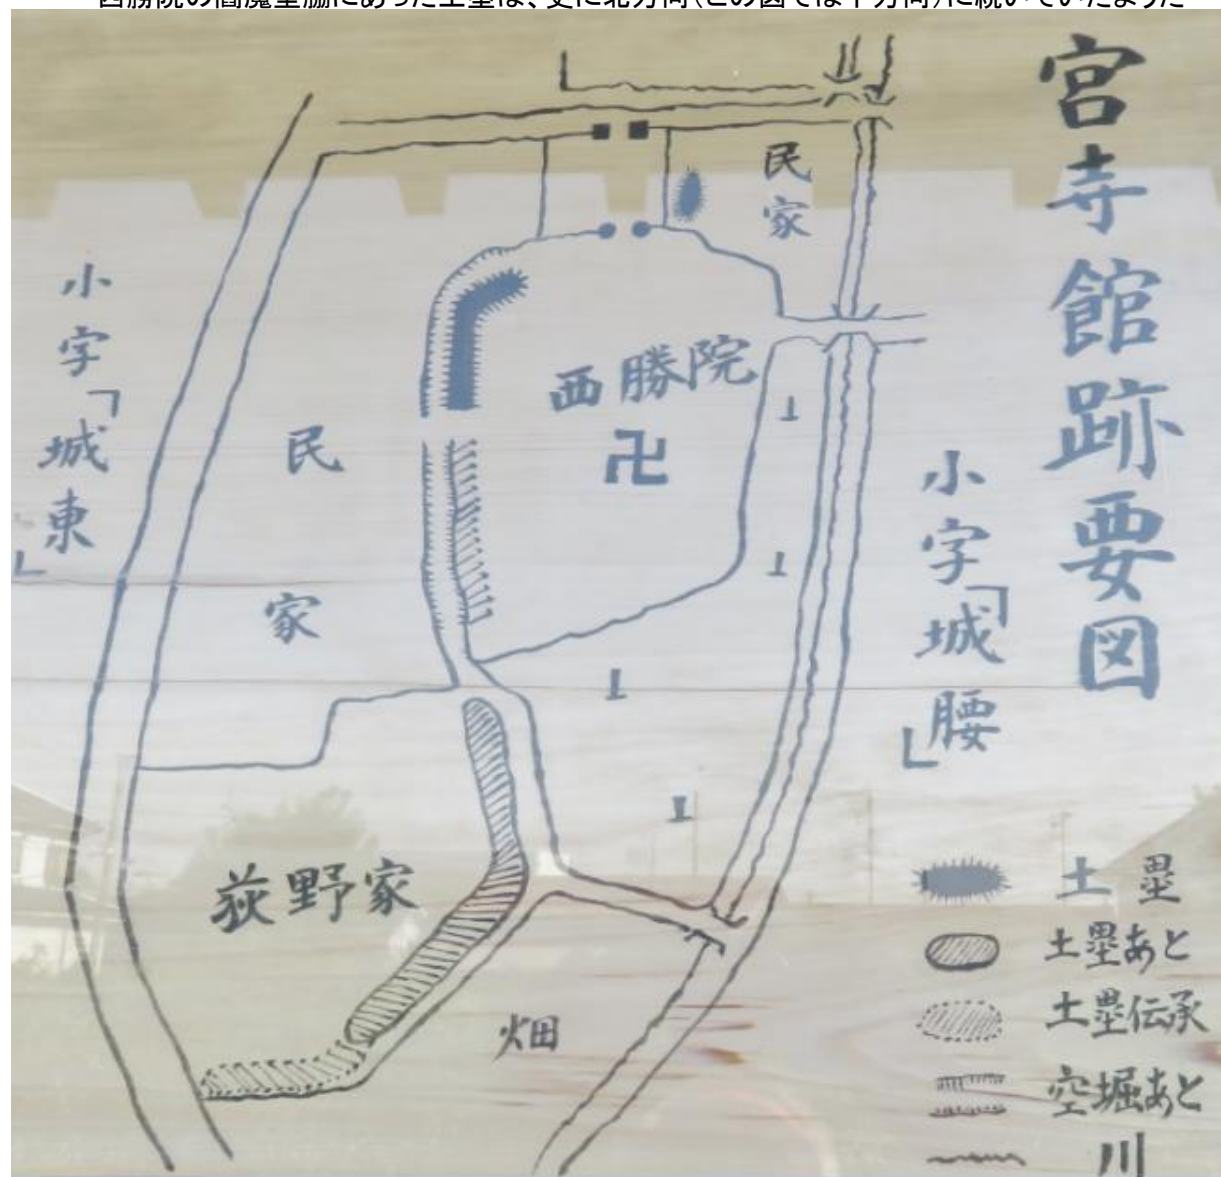 西勝院の閻魔堂脇にあった土塁は、更に北方向（この図では下方向）に続いていたようだ
宮寺館跡要図
民家
小字「城東」
西勝院
卍
民家
小字「城腰」
荻野家
畑
土塁
土塁あと
土塁伝承
空堀あと
川